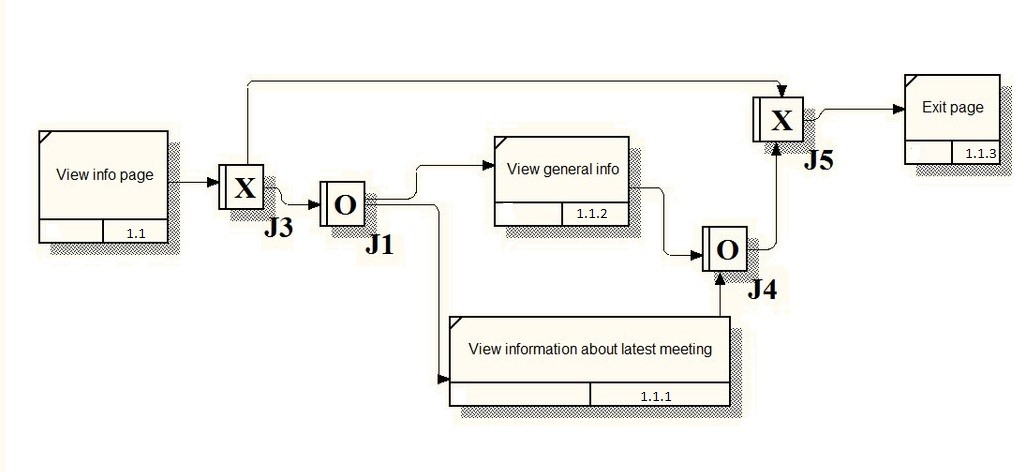 View info page
1.1
X
J3
O
J1
View general info
1.1.2
View information about latest meeting
1.1.1
O
J4
X
J5
Exit page
1.1.3